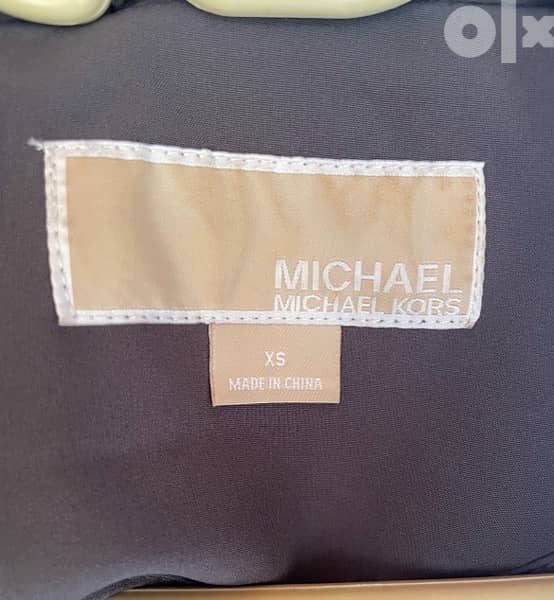 olx
MICHAEL
MICHAEL KORS
XS
MADE IN CHINA